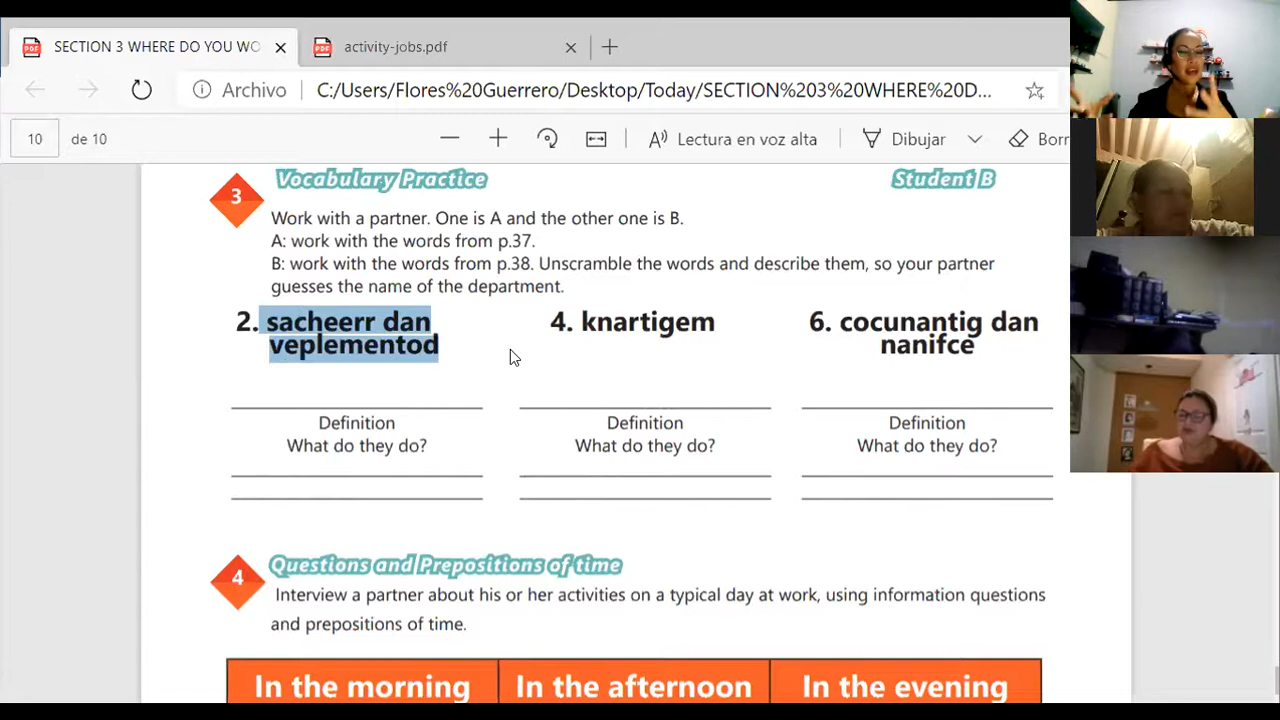 SECTION 3 WHERE DO YOU WO
activity-jobs.pdf
Archivo
C:/Users/Flores%20Guerrero/Desktop/Today/SECTION%203%20WHERE%20D...
10
de 10
Lectura en voz alta
Dibujar
Borr
3
Vocabulary Practice
Student B
Work with a partner. One is A and the other one is B.
A: work with the words from p.37.
B: work with the words from p.38. Unscramble the words and describe them, so your partner
guesses the name of the department.
2. sacheerr dan
veplementod
4. knartigem
6. cocunantig dan
nanifce
Definition
What do they do?
Definition
What do they do?
Definition
What do they do?
4
Questions and Prepositions of time
Interview a partner about his or her activities on a typical day at work, using information questions
and prepositions of time.
In the morning
In the afternoon
In the evening